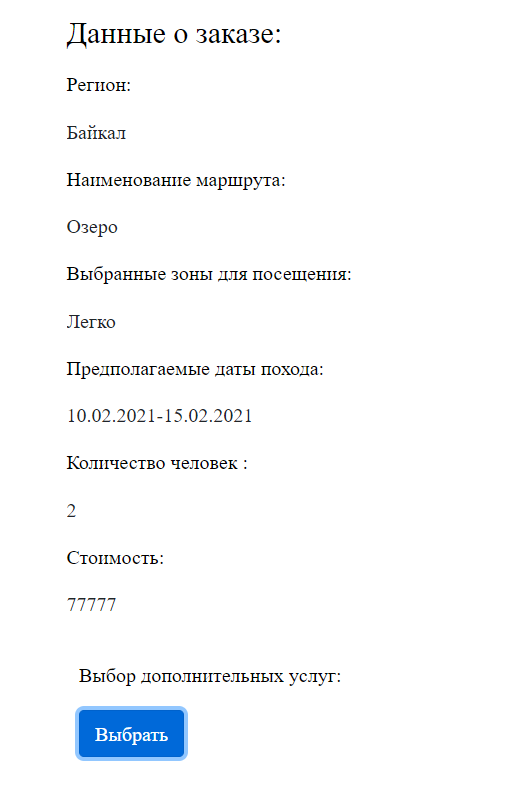 Данные о заказе:
Регион:
Байкал
Наименование маршрута:
Озеро
Выбранные зоны для посещения:
Легко
Предполагаемые даты похода:
10.02.2021-15.02.2021
Количество человек :
2
Стоимость:
77777
Выбор дополнительных услуг:
Выбрать